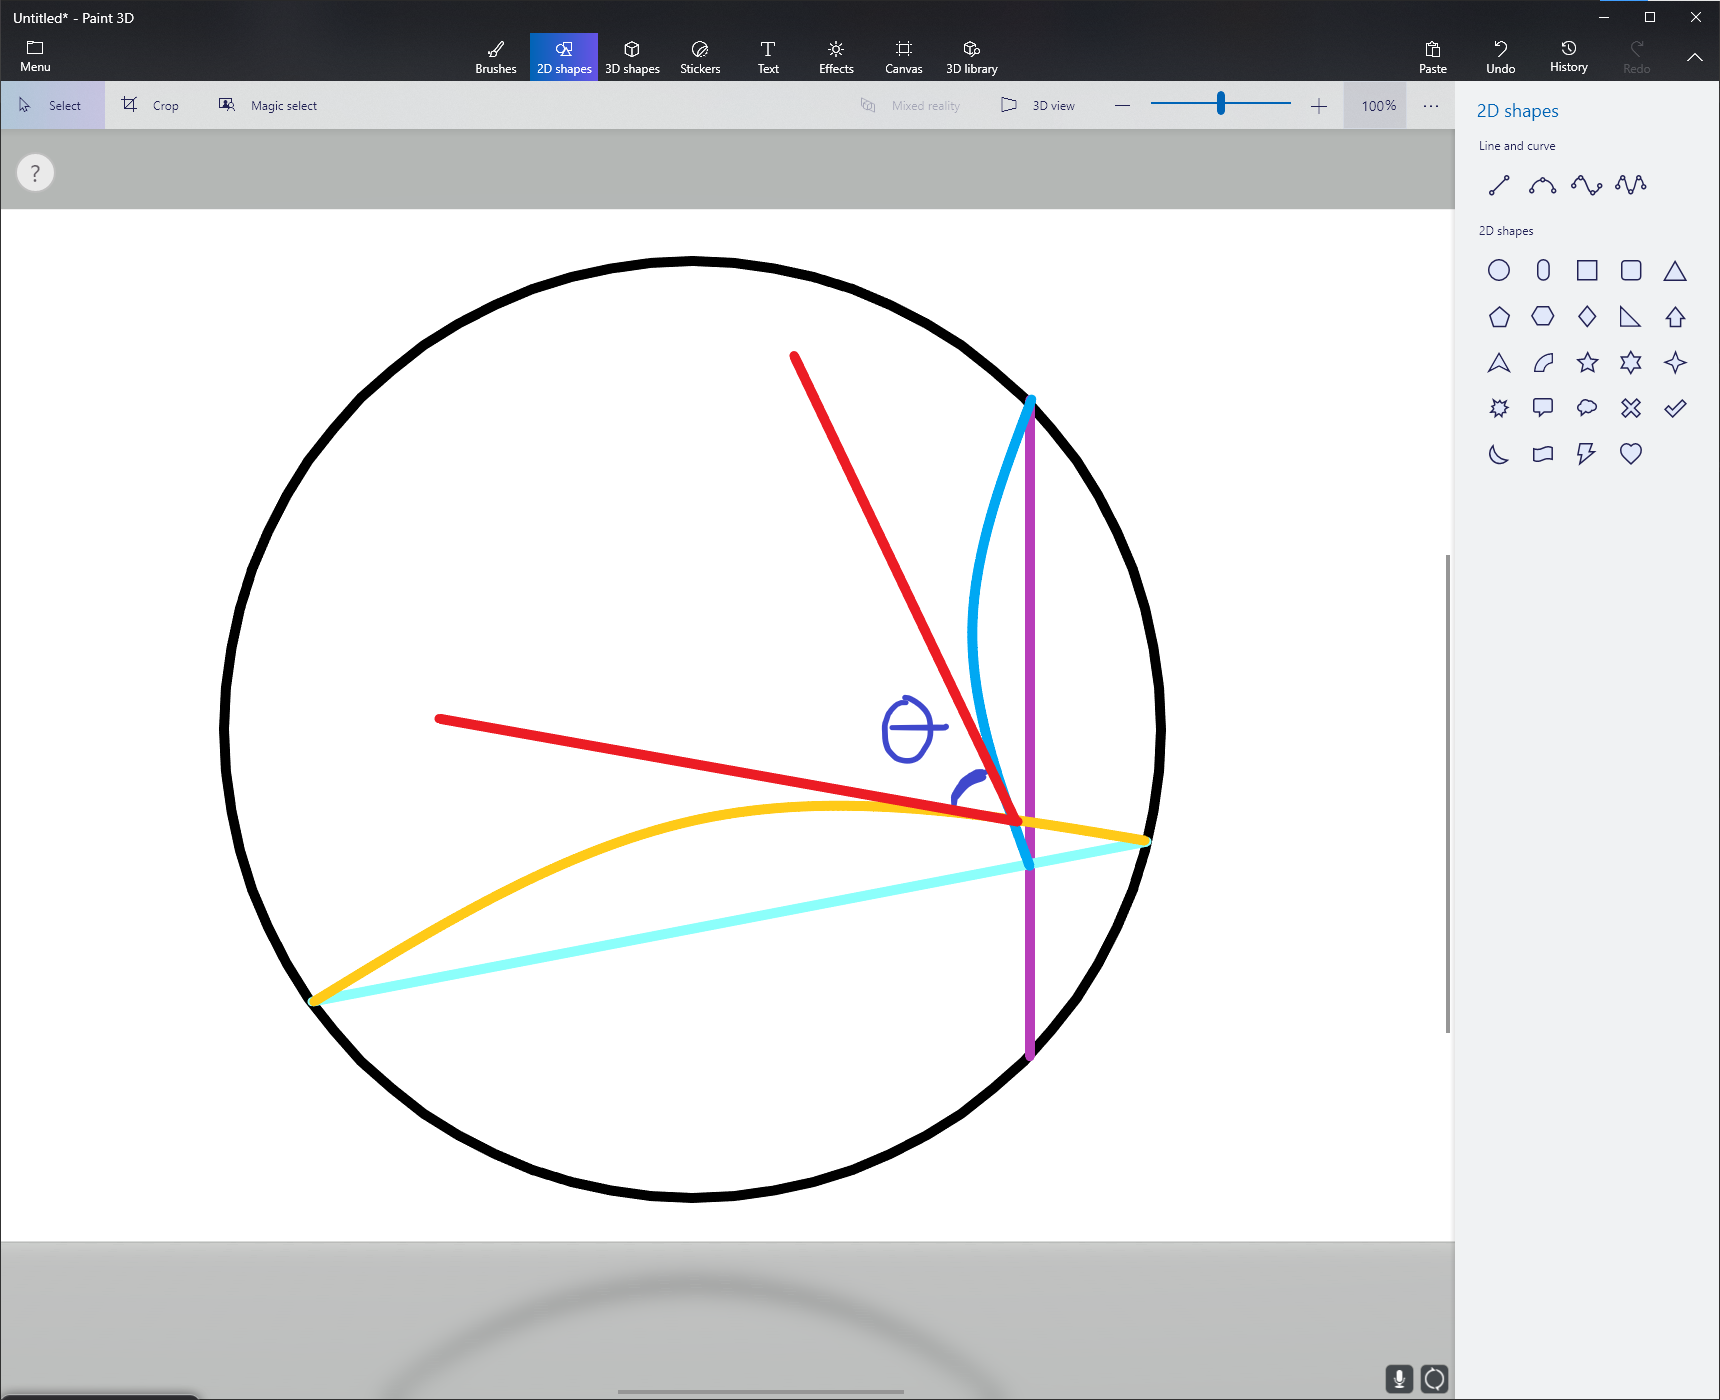 Untitled* - Paint 3D
Menu
Brushes 2D shapes 3D shapes Stickers Text Effects Canvas 3D library
Paste Undo History Redo
Select Crop Magic select Mixed reality 3D view 100% ...
2D shapes
Line and curve
?
2D shapes
θ